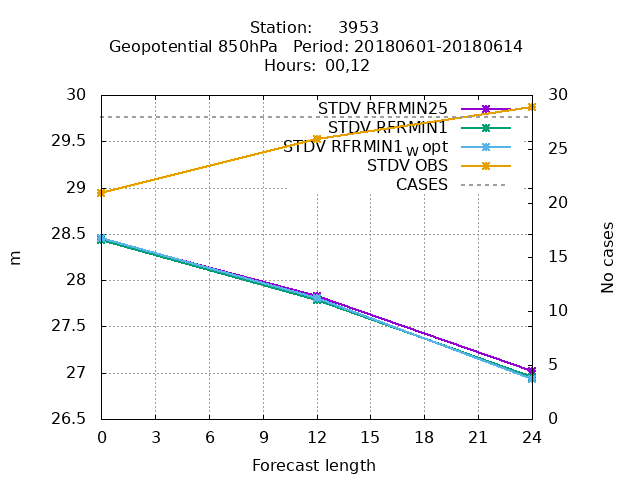 Station: 3953
Geopotential 850hPa Period: 20180601-20180614
Hours: 00,12
STDV RFRMIN25
STDV RFRMIN1
STDV RFRMIN1 w opt
STDV OBS
CASES
30
29.5
29
28.5
28
27.5
27
26.5
m
30
25
20
15
10
5
0
No cases
0 3 6 9 12 15 18 21 24
Forecast length